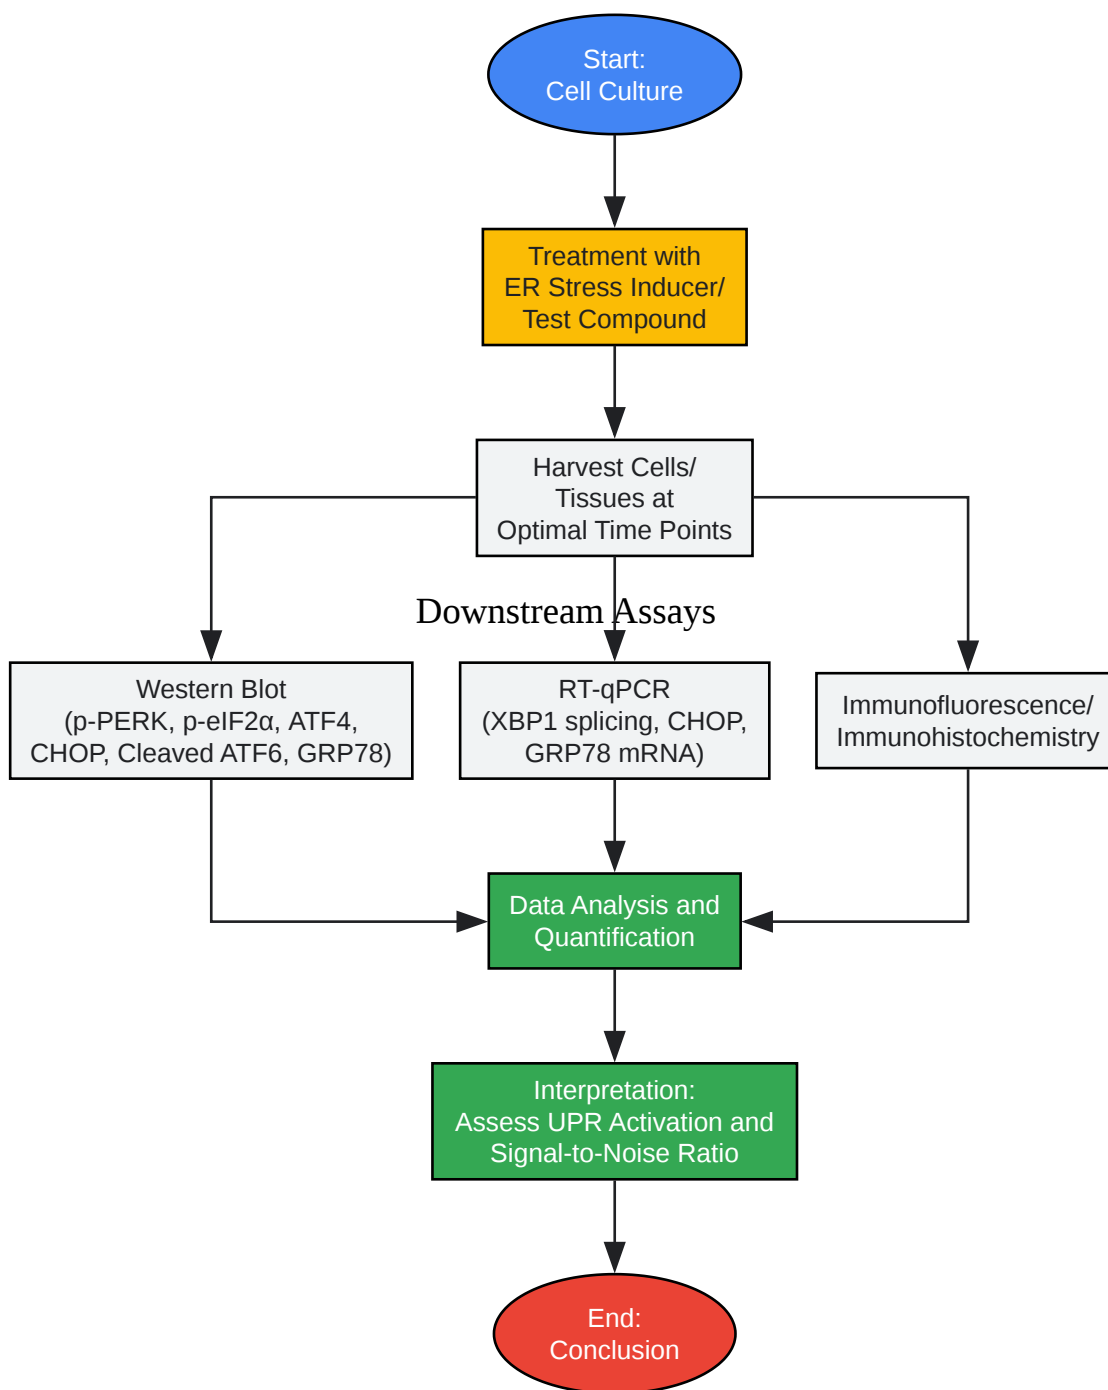 Start:
Cell Culture
Treatment with
ER Stress Inducer/
Test Compound
Harvest Cells/
Tissues at
Optimal Time Points
Downstream Assays
Western Blot
(p-PERK, p-eIF2α, ATF4,
CHOP, Cleaved ATF6, GRP78)
RT-qPCR
(XBP1 splicing, CHOP,
GRP78 mRNA)
Immunofluorescence/
Immunohistochemistry
Data Analysis and
Quantification
Interpretation:
Assess UPR Activation and
Signal-to-Noise Ratio
End:
Conclusion